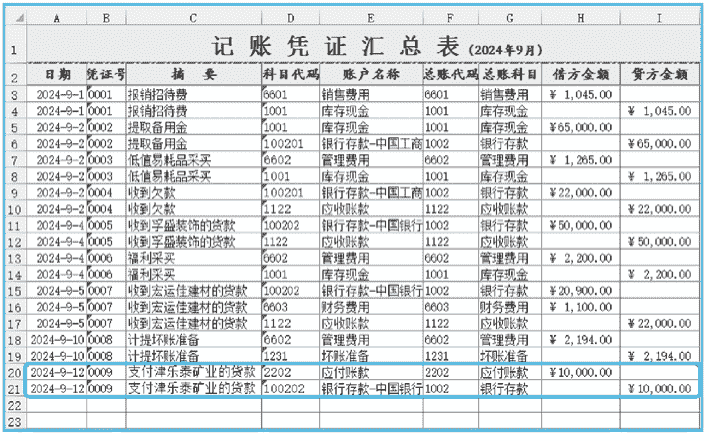 A B C D E F G H I
1 记 账 凭 证 汇 总 表 (2024年9月)
2 日期 凭证号 摘 要 科目代码 账户名称 总账代码 总账科目 借方金额 贷方金额
3 2024-9-1 0001 报销招待费 6601 销售费用 6601 销售费用 ¥ 1,045.00
4 2024-9-1 0001 报销招待费 1001 库存现金 1001 库存现金 ¥ 1,045.00
5 2024-9-2 0002 提取备用金 1001 库存现金 1001 库存现金 ¥65,000.00
6 2024-9-2 0002 提取备用金 100201 银行存款-中国工商 1002 银行存款 ¥65,000.00
7 2024-9-2 0003 低值易耗品采买 6602 管理费用 6602 管理费用 ¥ 1,265.00
8 2024-9-2 0003 低值易耗品采买 1001 库存现金 1001 库存现金 ¥ 1,265.00
9 2024-9-2 0004 收到欠款 100201 银行存款-中国工商 1002 银行存款 ¥22,000.00
10 2024-9-2 0004 收到欠款 1122 应收账款 1122 应收账款 ¥22,000.00
11 2024-9-4 0005 收到孚盛装饰的货款 100202 银行存款-中国银行 1002 银行存款 ¥50,000.00
12 2024-9-4 0005 收到孚盛装饰的货款 1122 应收账款 1122 应收账款 ¥50,000.00
13 2024-9-4 0006 福利采买 6602 管理费用 6602 管理费用 ¥ 2,200.00
14 2024-9-4 0006 福利采买 1001 库存现金 1001 库存现金 ¥ 2,200.00
15 2024-9-5 0007 收到宏运佳建材的货款 100202 银行存款-中国银行 1002 银行存款 ¥20,900.00
16 2024-9-5 0007 收到宏运佳建材的货款 6603 财务费用 6603 财务费用 ¥ 1,100.00
17 2024-9-5 0007 收到宏运佳建材的货款 1122 应收账款 1122 应收账款 ¥22,000.00
18 2024-9-10 0008 计提坏账准备 6602 管理费用 6602 管理费用 ¥ 2,194.00
19 2024-9-10 0008 计提坏账准备 1231 坏账准备 1231 坏账准备 ¥ 2,194.00
20 2024-9-12 0009 支付津乐泰矿业的货款 2202 应付账款 2202 应付账款 ¥10,000.00
21 2024-9-12 0009 支付津乐泰矿业的货款 100202 银行存款-中国银行 1002 银行存款 ¥10,000.00
22
23